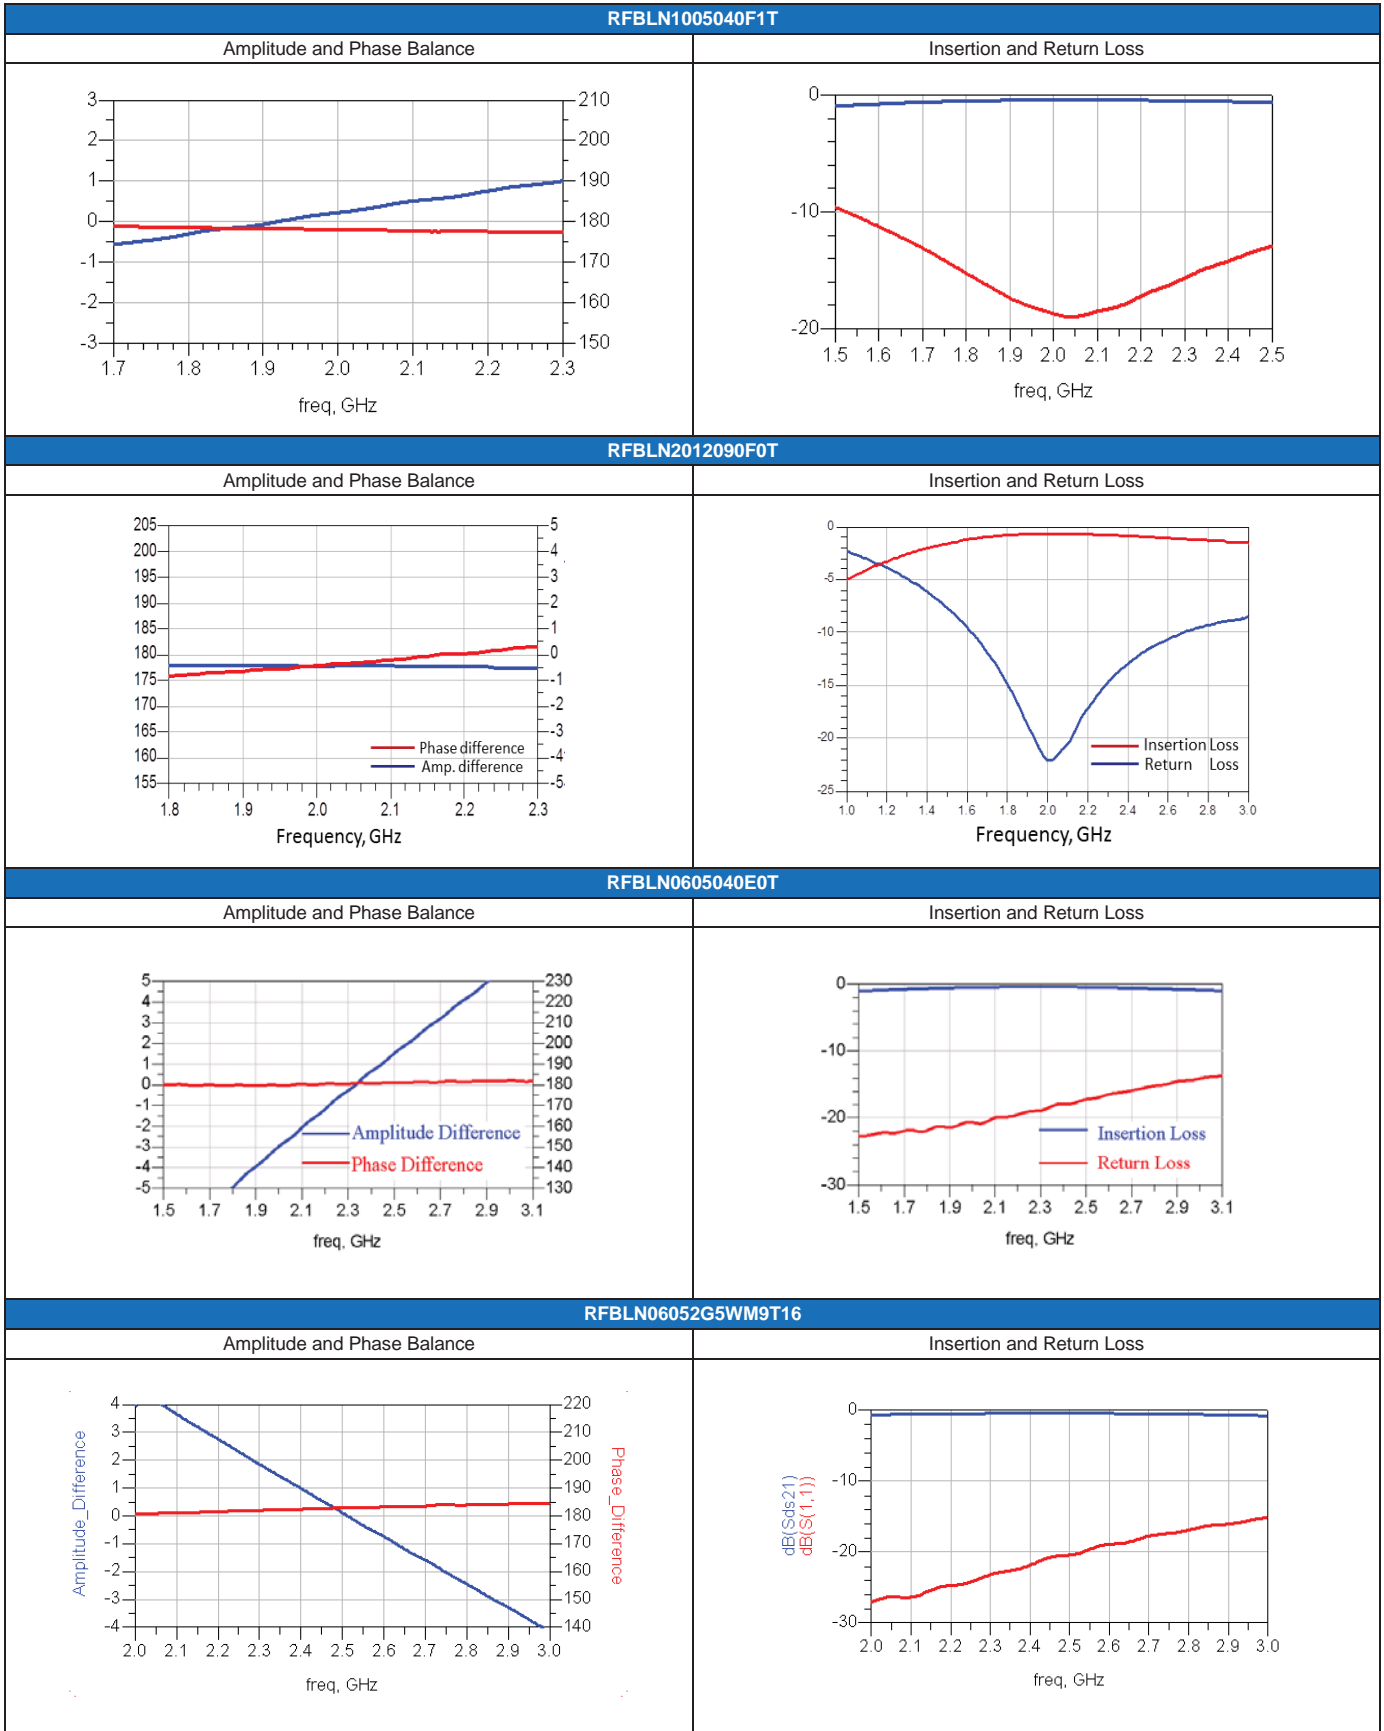 RFBLN1005040F1T
Amplitude and Phase Balance
Insertion and Return Loss
3
2
1
0
-1
-2
-3
210
200
190
180
170
160
150
1.7 1.8 1.9 2.0 2.1 2.2 2.3
freq, GHz
0
-10
-20
1.5 1.6 1.7 1.8 1.9 2.0 2.1 2.2 2.3 2.4 2.5
freq, GHz
RFBLN2012090F0T
Amplitude and Phase Balance
Insertion and Return Loss
205
200
195
190
185
180
175
170
165
160
155
5
4
3
2
1
0
-1
-2
-3
-4
-5
Phase difference
Amp. difference
1.8 1.9 2.0 2.1 2.2 2.3
Frequency, GHz
0
-5
-10
-15
-20
-25
Insertion Loss
Return Loss
1.0 1.2 1.4 1.6 1.8 2.0 2.2 2.4 2.6 2.8 3.0
Frequency, GHz
RFBLN0605040E0T
Amplitude and Phase Balance
Insertion and Return Loss
5
4
3
2
1
0
-1
-2
-3
-4
-5
230
220
210
200
190
180
170
160
150
140
130
Amplitude Difference
Phase Difference
1.5 1.7 1.9 2.1 2.3 2.5 2.7 2.9 3.1
freq, GHz
0
-10
-20
-30
Insertion Loss
Return Loss
1.5 1.7 1.9 2.1 2.3 2.5 2.7 2.9 3.1
freq, GHz
RFBLN06052G5WM9T16
Amplitude and Phase Balance
Insertion and Return Loss
Amplitude_Difference
4
3
2
1
0
-1
-2
-3
-4
220
210
200
190
180
170
160
150
140
Phase_Difference
2.0 2.1 2.2 2.3 2.4 2.5 2.6 2.7 2.8 2.9 3.0
freq, GHz
dB(Sds21)
dB(S(1,1))
0
-10
-20
-30
2.0 2.1 2.2 2.3 2.4 2.5 2.6 2.7 2.8 2.9 3.0
freq, GHz